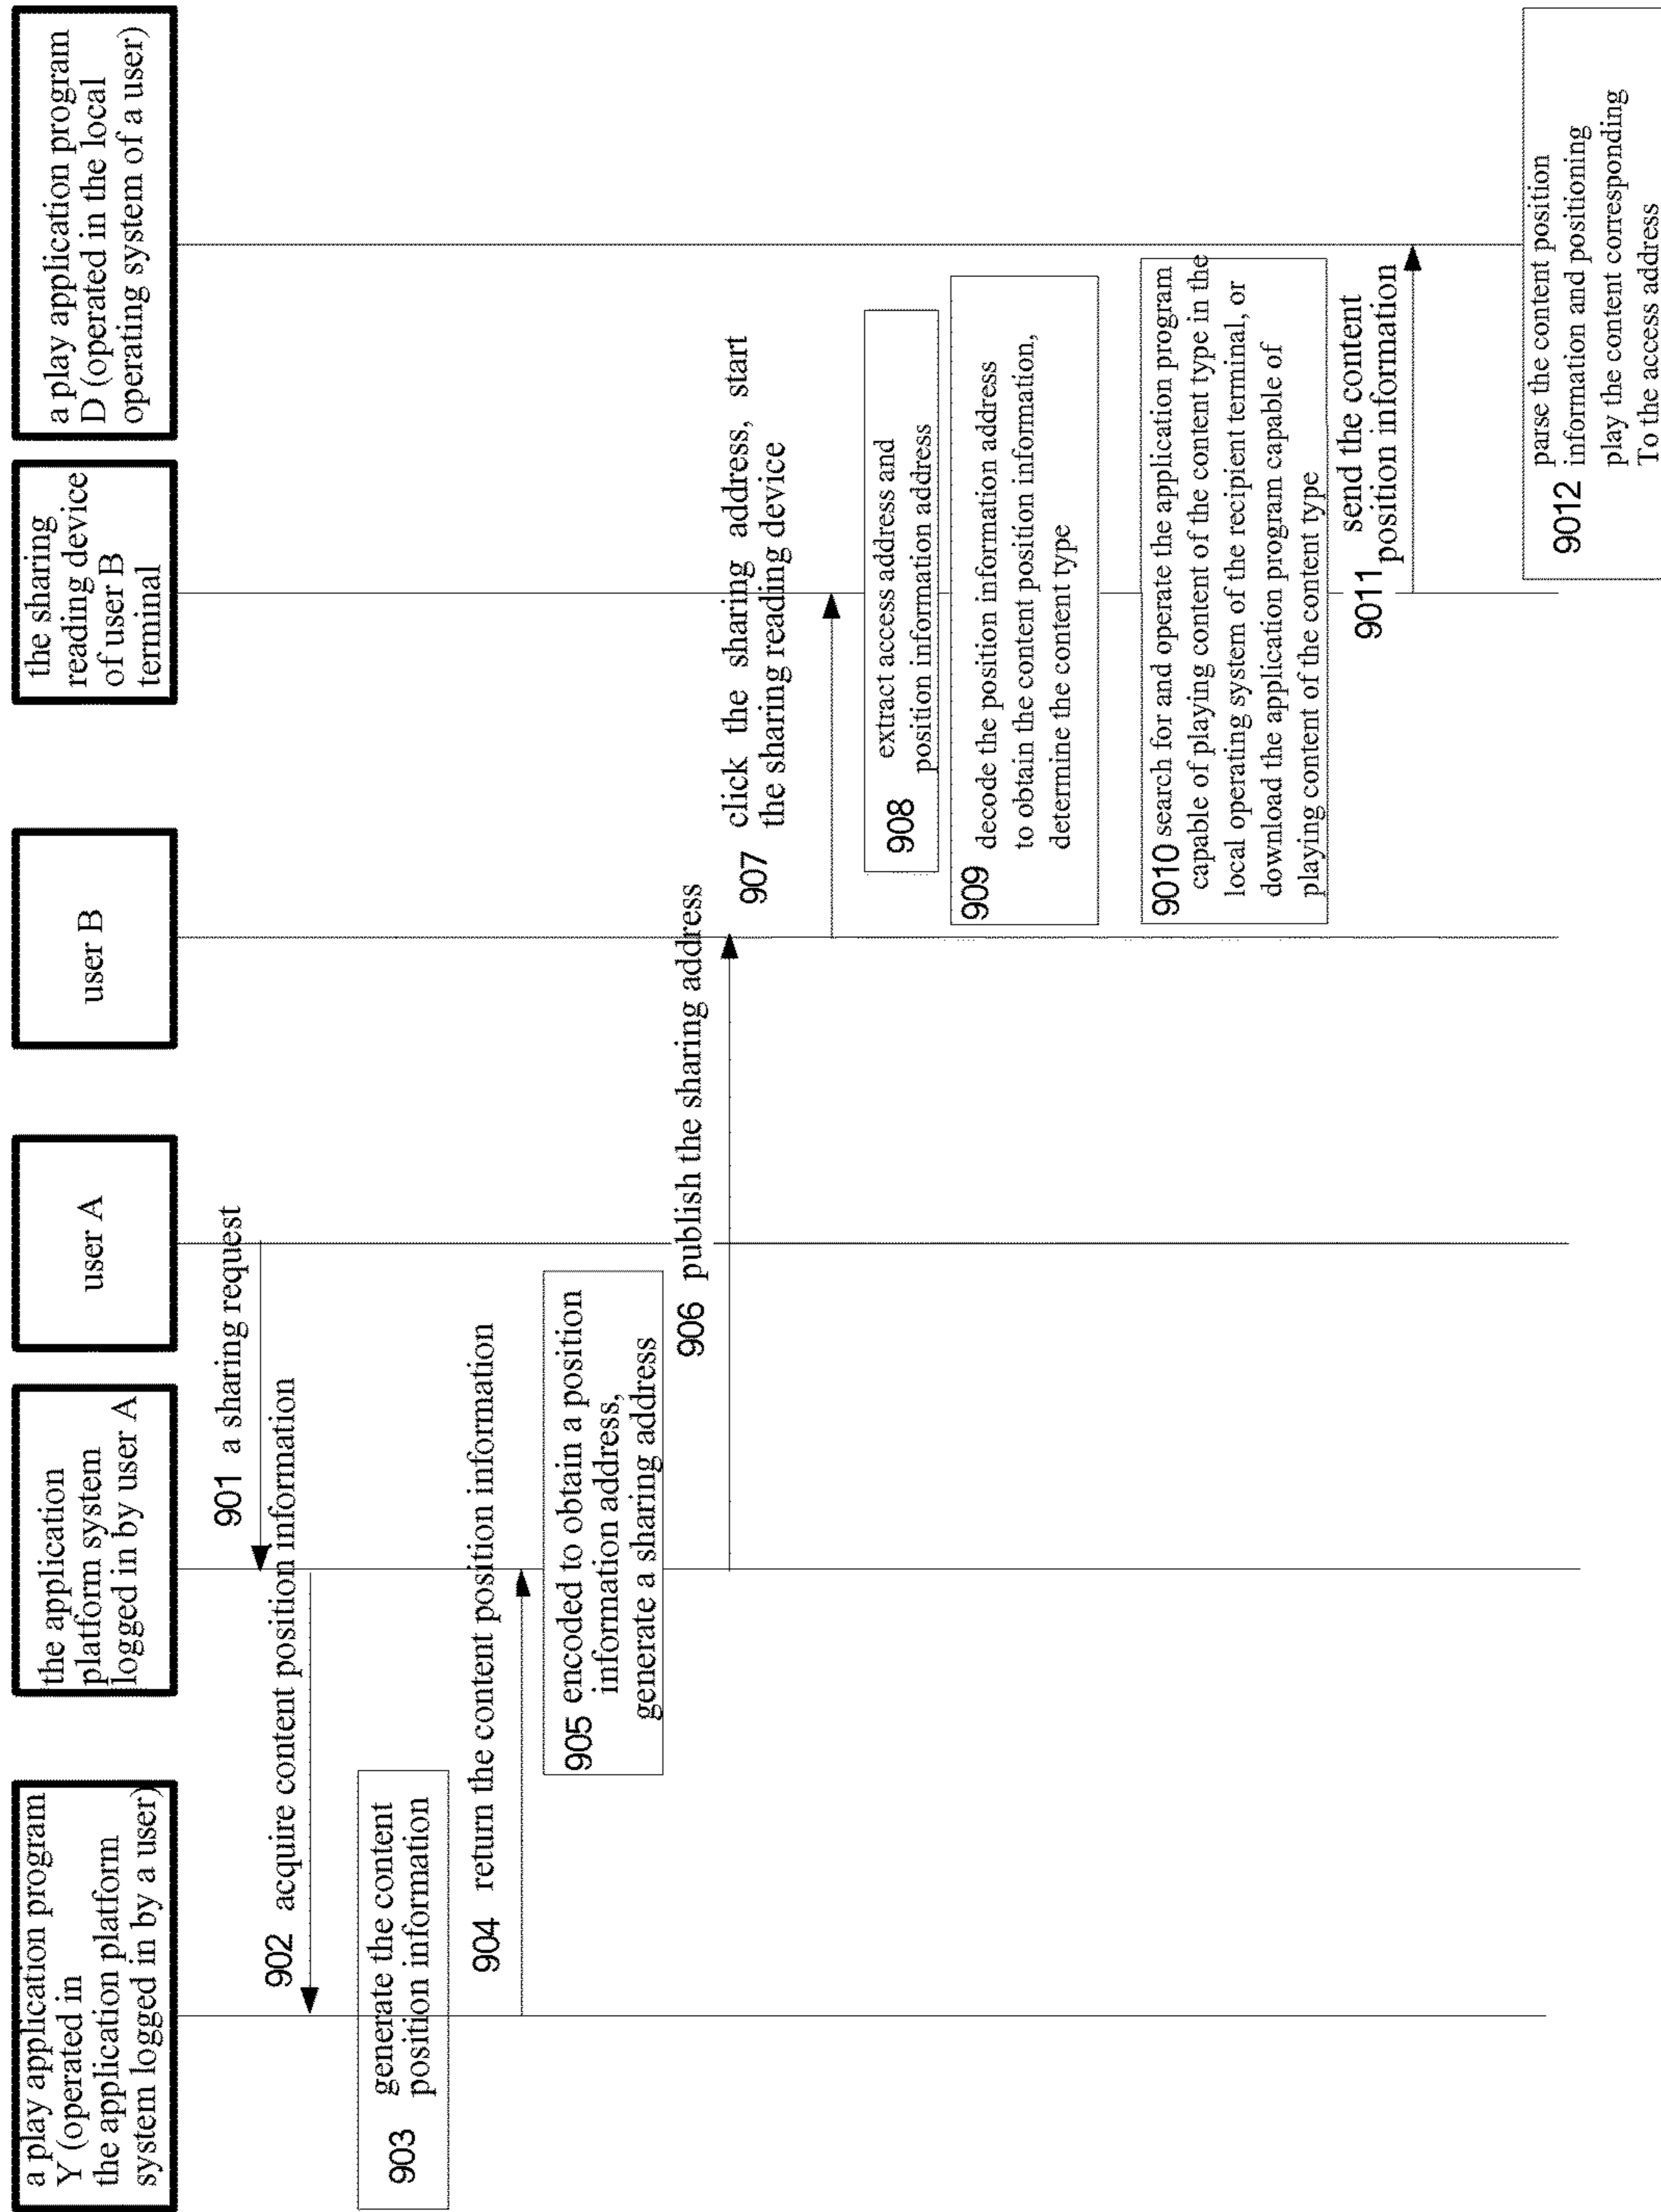 a play application program
Y (operated in
the application platform
system logged in by a user)
the application
platform system
logged in by user A
user A
user B
the sharing
reading device
of user B
terminal
a play application program
D (operated in the local
operating system of a user)
901 a sharing request
902 acquire content position information
903 generate the content
position information
904 return the content position information
905 encoded to obtain a position
information address,
generate a sharing address
906 publish the sharing address
907 click the sharing address, start
the sharing reading device
908 extract access address and
position information address
909 decode the position information address
to obtain the content position information,
determine the content type
9010 search for and operate the application program
capable of playing content of the content type in the
local operating system of the recipient terminal, or
download the application program capable of
playing content of the content type
9011 send the content
position information
9012 parse the content position
information and positioning
play the content corresponding
To the access address